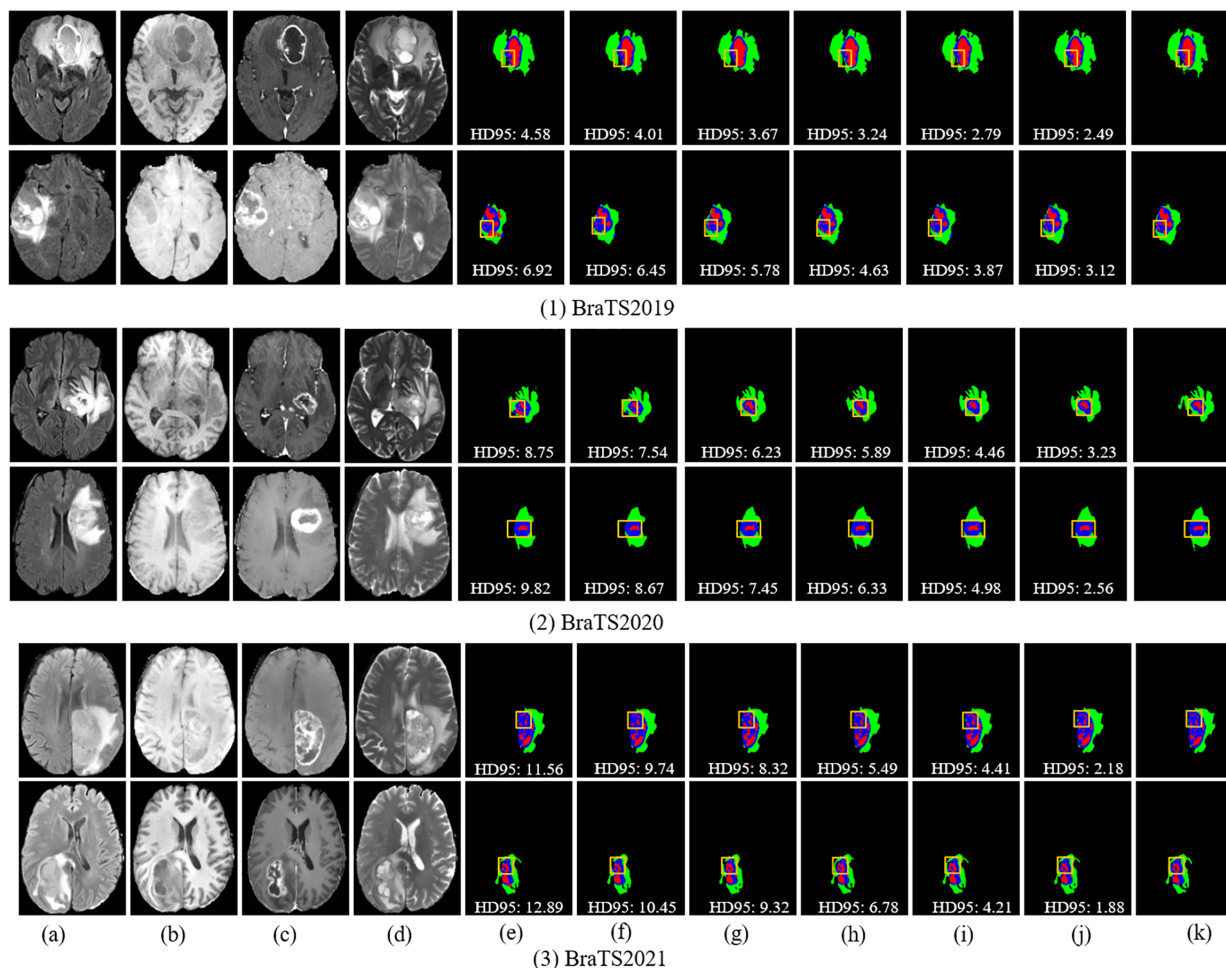 HD95: 4.58 HD95: 4.01 HD95: 3.67 HD95: 3.24 HD95: 2.79 HD95: 2.49
HD95: 6.92 HD95: 6.45 HD95: 5.78 HD95: 4.63 HD95: 3.87 HD95: 3.12
(1) BraTS2019
HD95: 8.75 HD95: 7.54 HD95: 6.23 HD95: 5.89 HD95: 4.46 HD95: 3.23
HD95: 9.82 HD95: 8.67 HD95: 7.45 HD95: 6.33 HD95: 4.98 HD95: 2.56
(2) BraTS2020
HD95: 11.56 HD95: 9.74 HD95: 8.32 HD95: 5.49 HD95: 4.41 HD95: 2.18
HD95: 12.89 HD95: 10.45 HD95: 9.32 HD95: 6.78 HD95: 4.21 HD95: 1.88
(a) (b) (c) (d) (e) (f) (g) (h) (i) (j) (k)
(3) BraTS2021